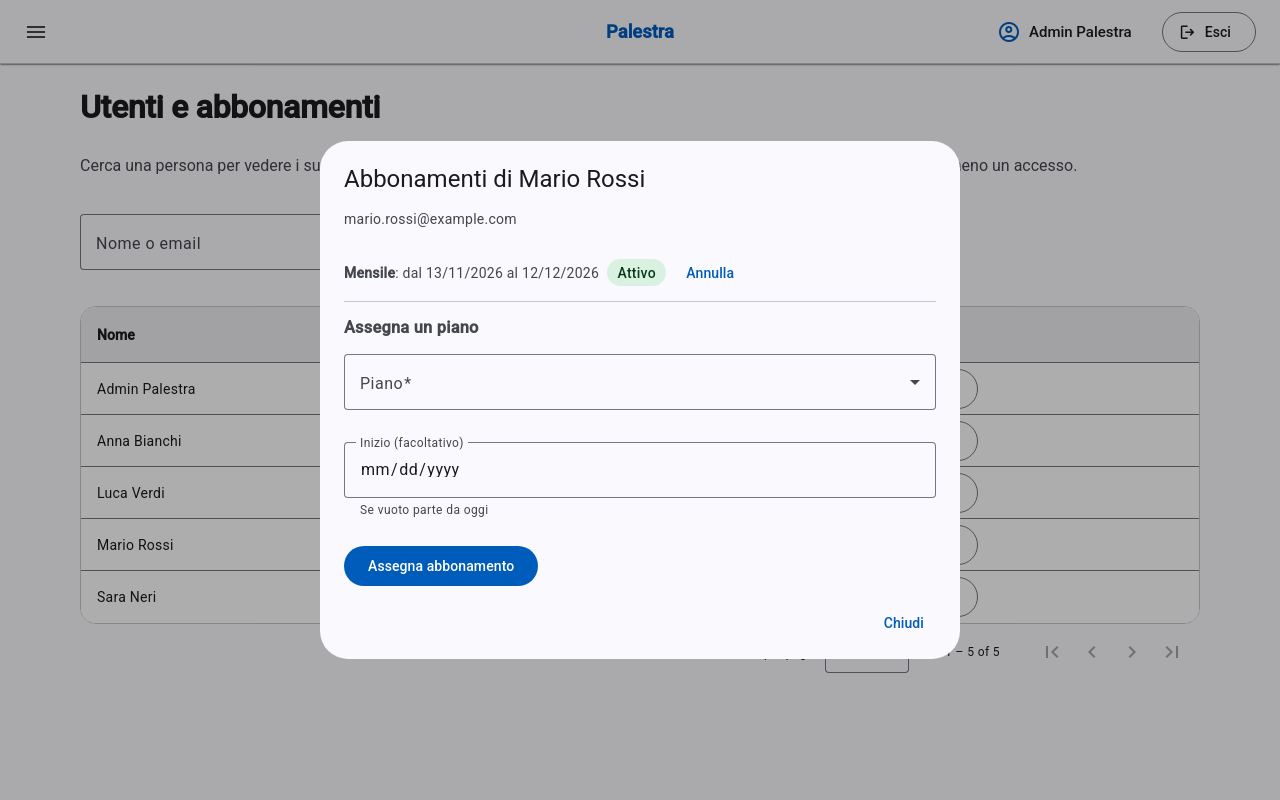 Palestra
Admin Palestra
Esci
Utenti e abbonamenti
Cerca una persona per vedere i
un accesso.
Abbonamenti di Mario Rossi
mario.rossi@example.com
Nome o email
Mensile: dal 13/11/2026 al 12/12/2026 Attivo Annulla
Assegna un piano
Nome
Piano*
Admin Palestra
Anna Bianchi
Inizio (facoltativo)
mm/dd/yyyy
Luca Verdi
Se vuoto parte da oggi
Mario Rossi
Assegna abbonamento
Sara Neri
Chiudi
– 5 of 5